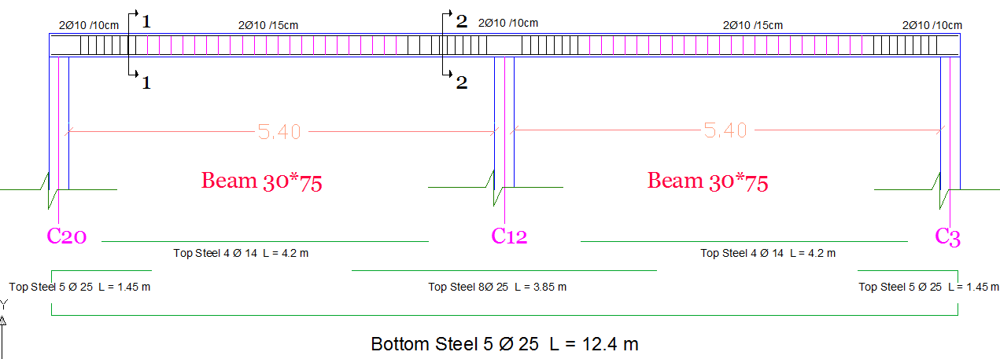 1
2
2Ø10 /10cm
2Ø10 /15cm
2Ø10 /10cm
2Ø10 /15cm
2Ø10 /10cm
1
2
5,40
5,40
Beam 30*75
Beam 30*75
C20
C12
C3
Top Steel 4 Ø 14 L = 4.2 m
Top Steel 4 Ø 14 L = 4.2 m
Top Steel 5 Ø 25 L = 1.45 m
Top Steel 8Ø 25 L = 3.85 m
Top Steel 5 Ø 25 L = 1.45 m
Y
Bottom Steel 5 Ø 25 L = 12.4 m